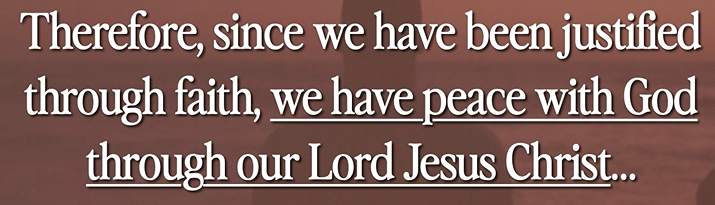 Therefore, since we have been justified
through faith, we have peace with God
through our Lord Jesus Christ...